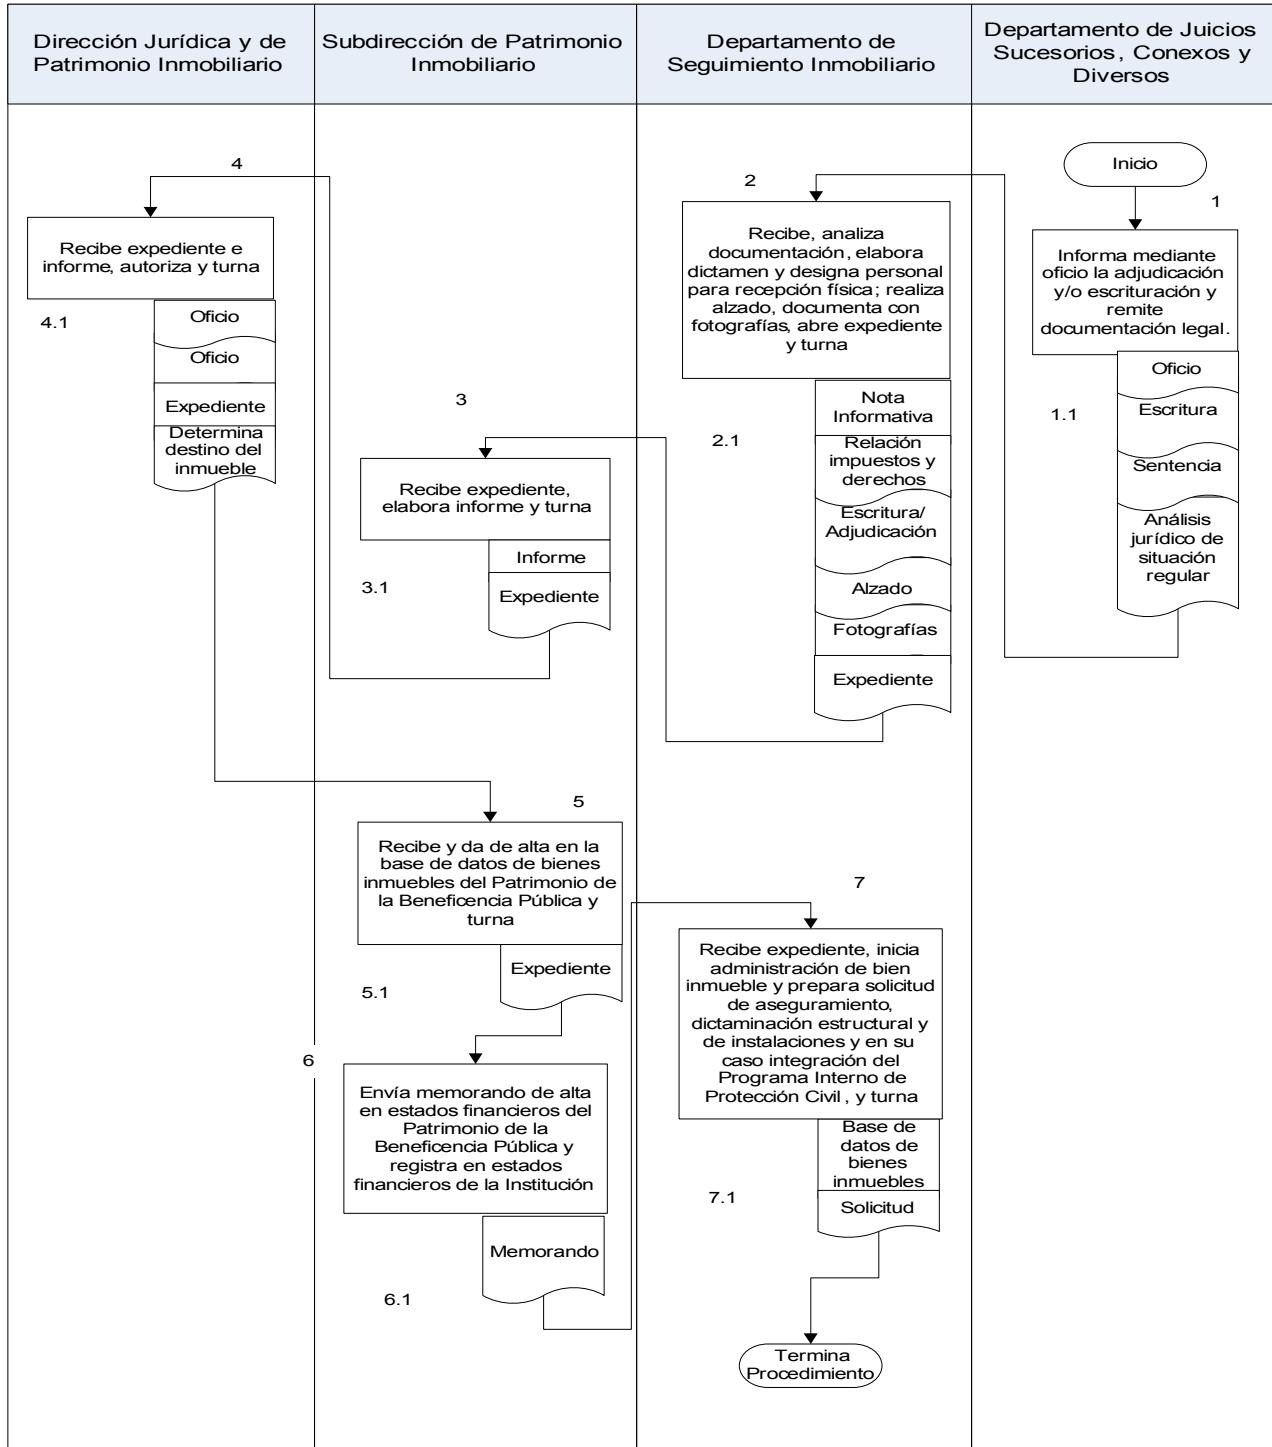 Dirección Jurídica y de
Patrimonio Inmobiliario
Subdirección de Patrimonio
Inmobiliario
Departamento de
Seguimiento Inmobiliario
Departamento de Juicios
Sucesorios, Conexos y
Diversos
Inicio
1
Informa mediante
oficio la adjudicación
y/o escrituración y
remite
documentación legal.
1.1
Oficio
Escritura
Sentencia
Análisis
jurídico de
situación
regular
2
Recibe, analiza
documentación, elabora
dictamen y designa personal
para recepción física; realiza
alzado, documenta con
fotografías, abre expediente
y turna
2.1
Nota
Informativa
Relación
impuestos y
derechos
Escritura/
Adjudicación
Alzado
Fotografías
Expediente
3
Recibe expediente,
elabora informe y turna
3.1
Informe
Expediente
4
Recibe expediente e
informe, autoriza y turna
4.1
Oficio
Oficio
Expediente
Determina
destino del
inmueble
5
Recibe y da de alta en la
base de datos de bienes
inmuebles del Patrimonio de
la Beneficencia Pública y
turna
5.1
Expediente
6
Envía memorando de alta
en estados financieros del
Patrimonio de la
Beneficencia Pública y
registra en estados
financieros de la Institución
6.1
Memorando
7
Recibe expediente, inicia
administración de bien
inmueble y prepara solicitud
de aseguramiento,
dictaminación estructural y
de instalaciones y en su
caso integración del
Programa Interno de
Protección Civil, y turna
7.1
Base de
datos de
bienes
inmuebles
Solicitud
Termina
Procedimiento